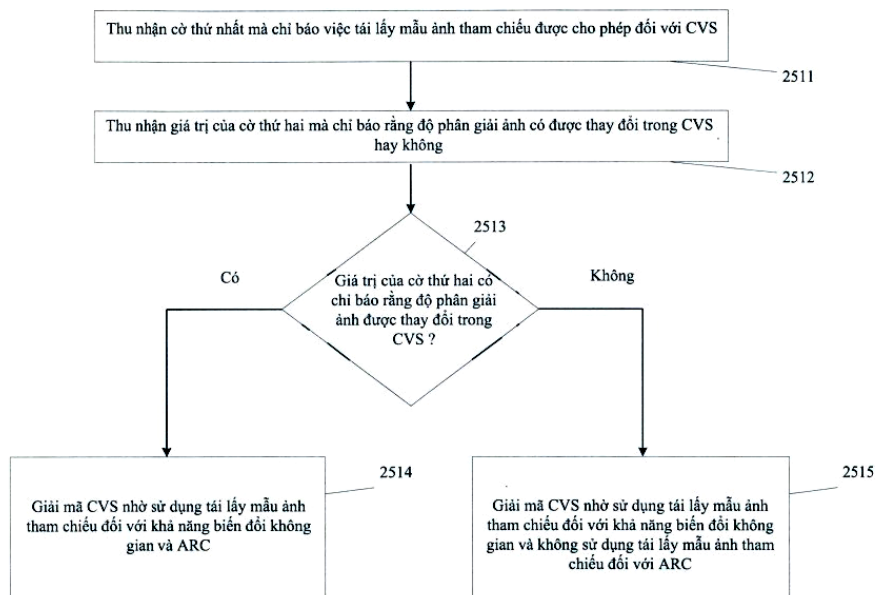 Thu nhận cờ thứ nhất mà chỉ báo việc tái lấy mẫu ảnh tham chiếu được cho phép đối với CVS
2511
Thu nhận giá trị của cờ thứ hai mà chỉ báo rằng độ phân giải ảnh có được thay đổi trong CVS
hay không
2512
2513
Có
Không
Giá trị của cờ thứ hai có
chỉ báo rằng độ phân giải
ảnh được thay đổi trong
CVS ?
2514
Giải mã CVS nhờ sử dụng tái lấy mẫu ảnh
tham chiếu đối với khả năng biến đổi không
gian và ARC
2515
Giải mã CVS nhờ sử dụng tái lấy mẫu ảnh
tham chiếu đối với khả năng biến đổi không
gian và không sử dụng tái lấy mẫu ảnh tham
chiếu đối với ARC